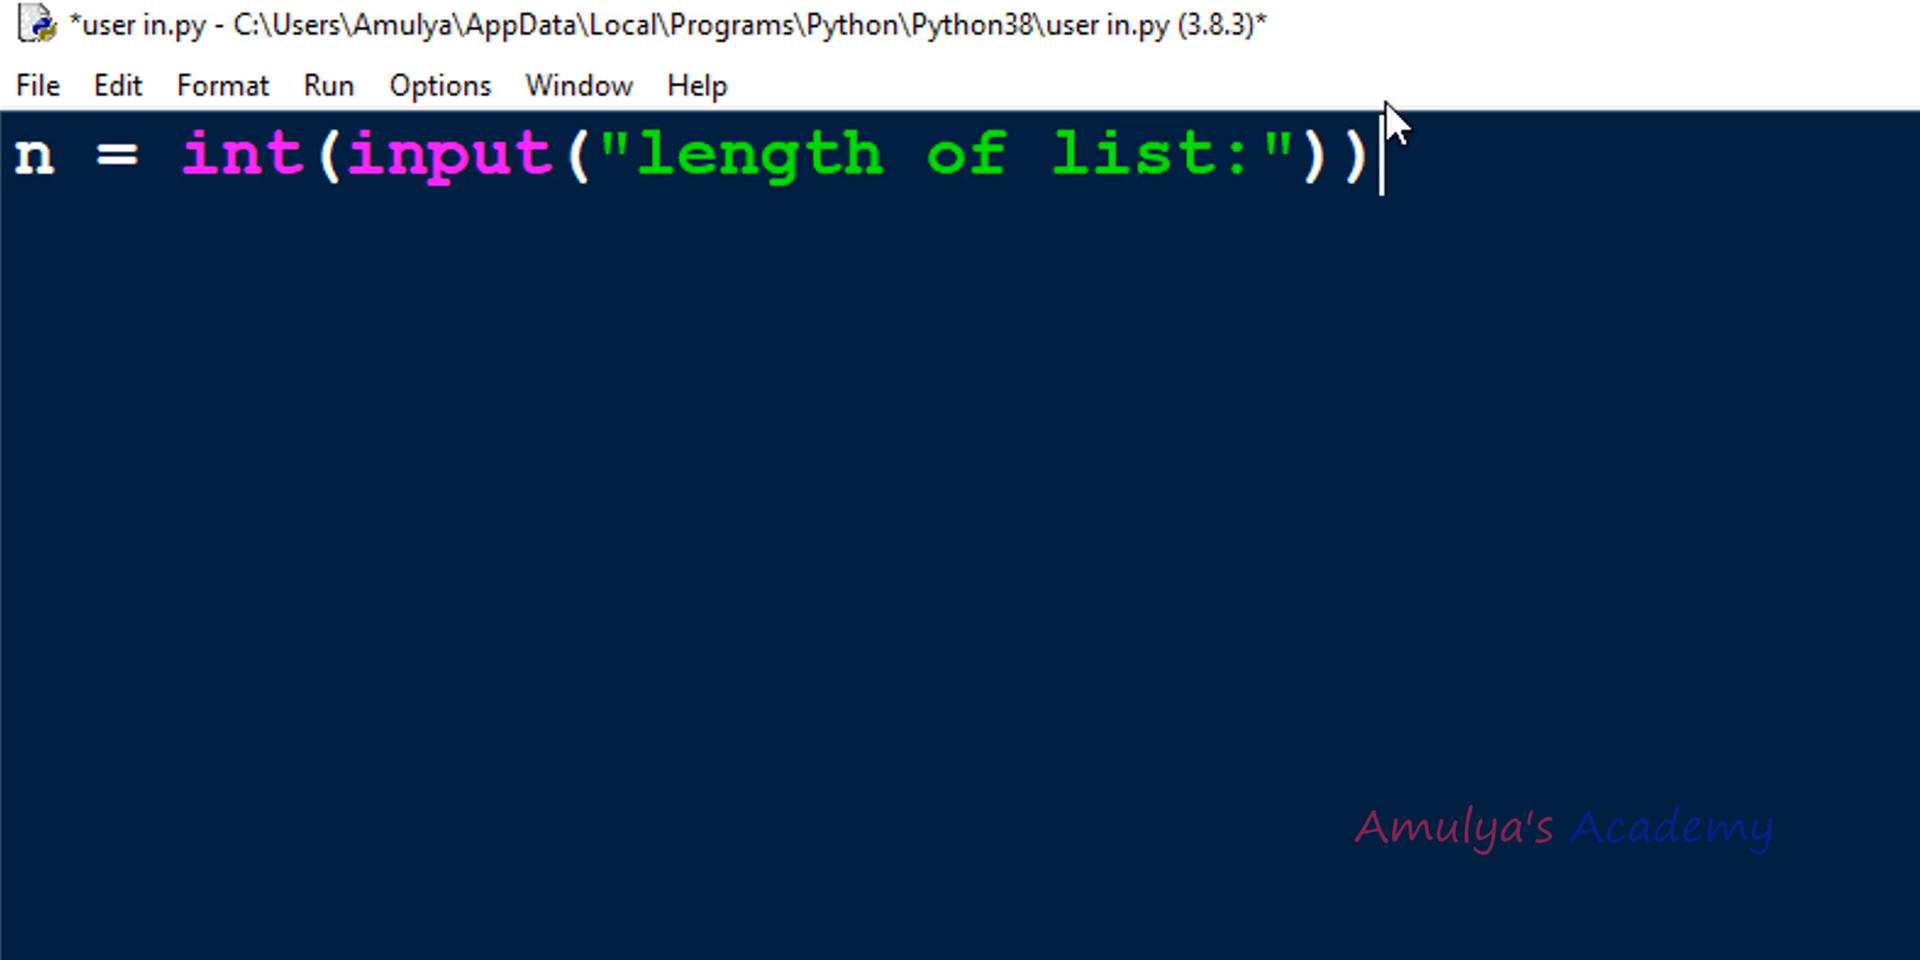 *user in.py - C:\Users\Amulya\AppData\Local\Programs\Python\Python38\user in.py (3.8.3)*
File Edit Format Run Options Window Help
n = int(input("length of list:"))
Amulya's Academy